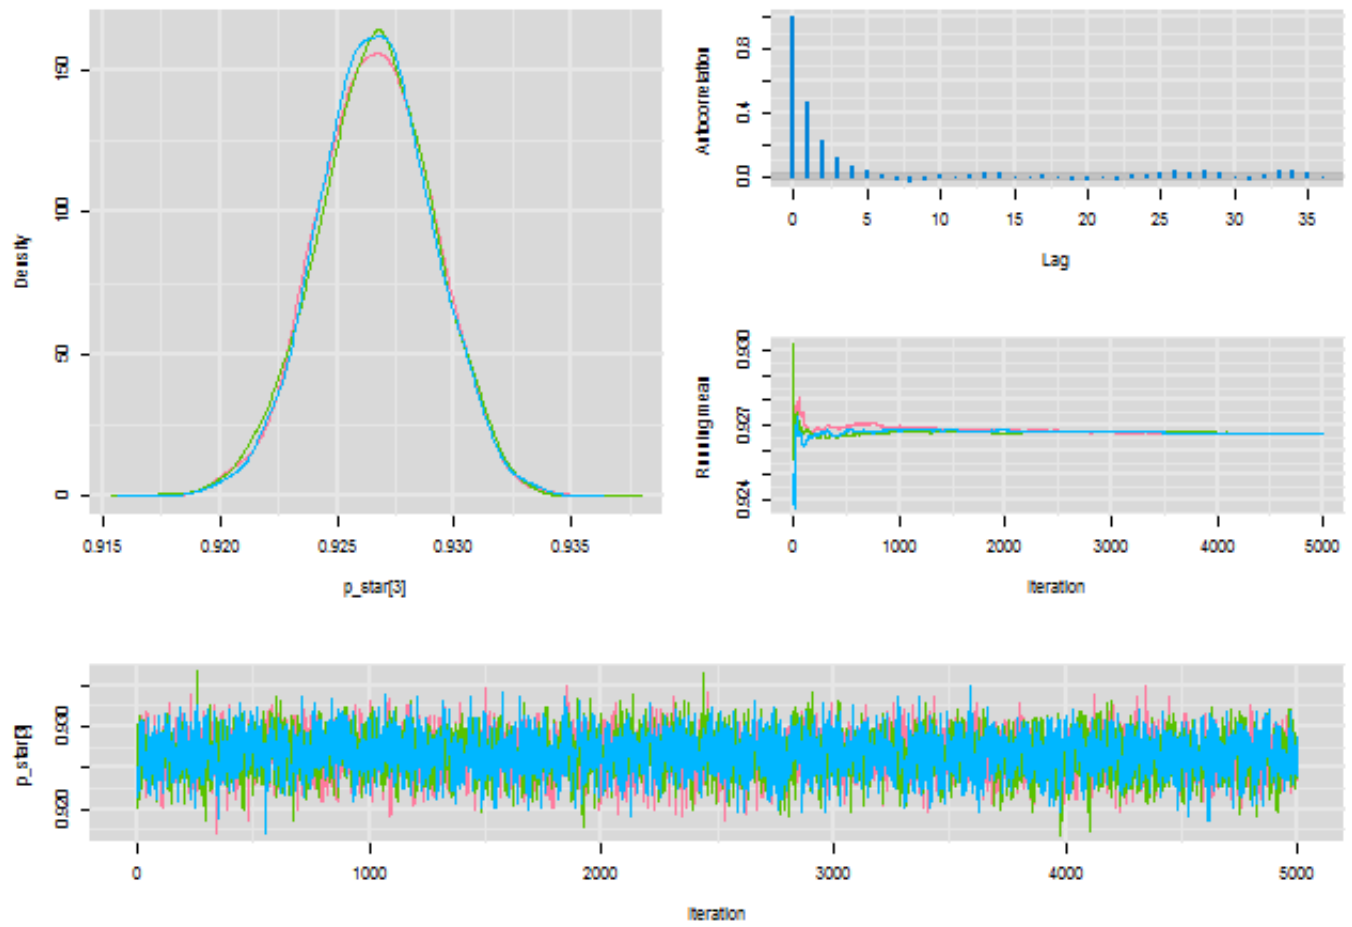 Density
150
100
50
0
0.915 0.920 0.925 0.930 0.935
p_star[3]
Autocorrelation
0.8
0.4
0.0
0 5 10 15 20 25 30 35
Lag
Running mean
0.930
0.927
0.924
0 1000 2000 3000 4000 5000
Iteration
p_star[3]
0.930
0.920
0 1000 2000 3000 4000 5000
Iteration